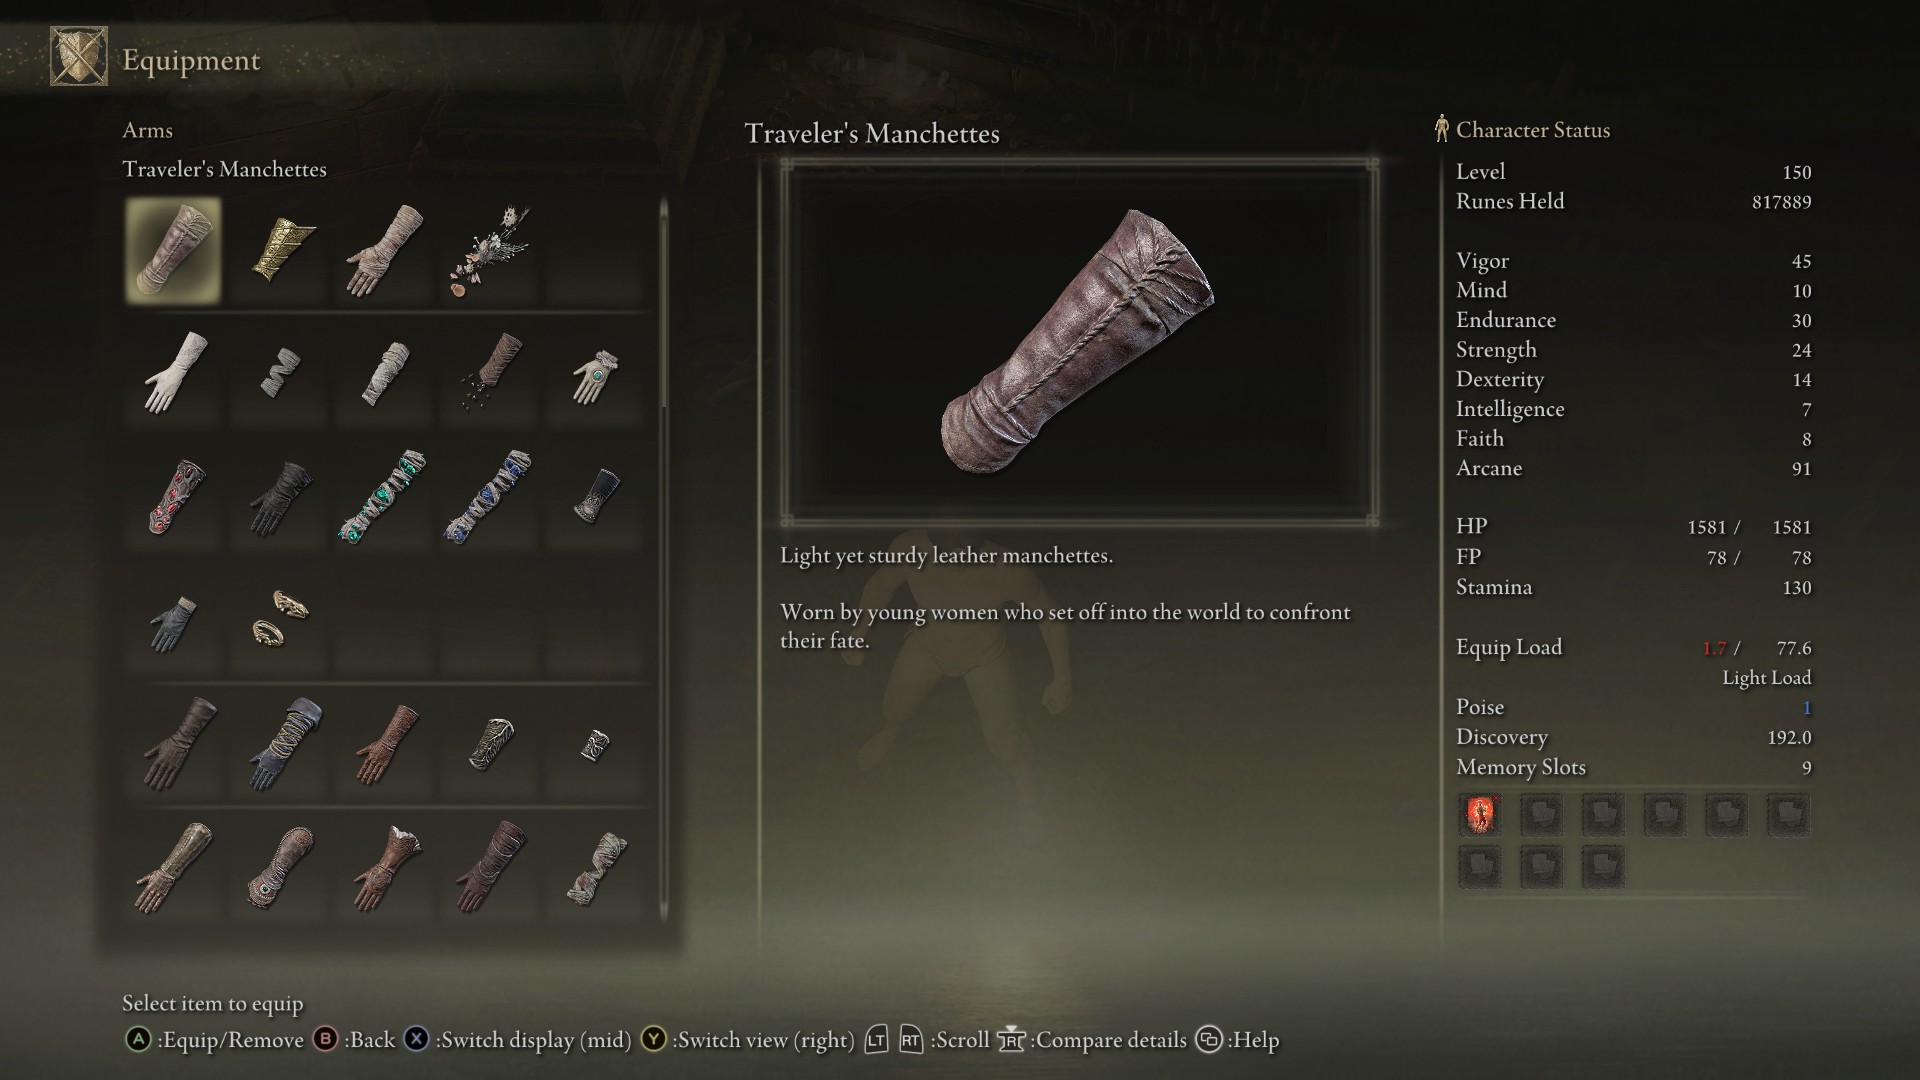 Equipment
Arms
Traveler's Manchettes
Traveler's Manchettes
Light yet sturdy leather manchettes.
Worn by young women who set off into the world to confront
their fate.
Character Status
Level 150
Runes Held 817889
Vigor 45
Mind 10
Endurance 30
Strength 24
Dexterity 14
Intelligence 7
Faith 8
Arcane 91
HP 1581 / 1581
FP 78 / 78
Stamina 130
Equip Load 1.7 / 77.6
Light Load
Poise 1
Discovery 192.0
Memory Slots 9
Select item to equip
A :Equip/Remove B :Back X :Switch display (mid) Y :Switch view (right) LT RT :Scroll R :Compare details :Help